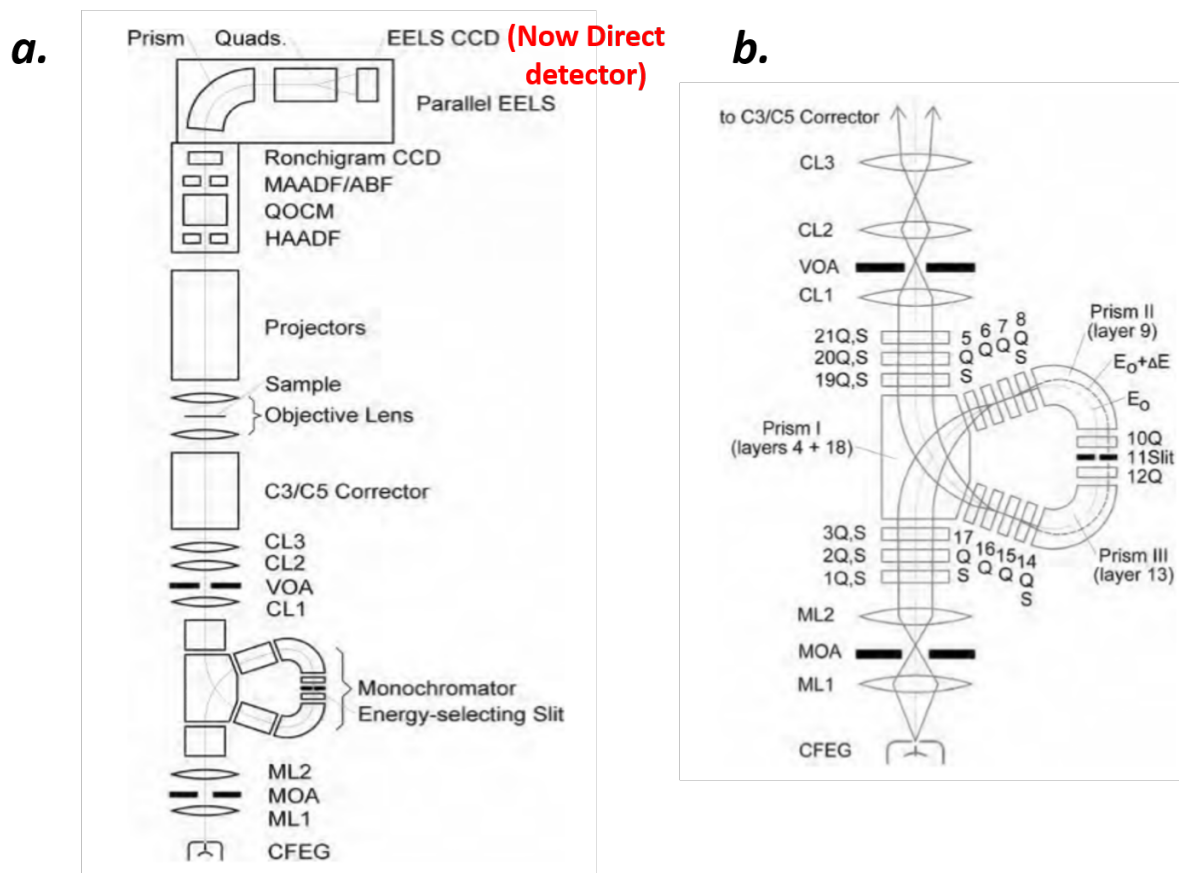 a.
Prism
Quads.
EELS CCD
(Now Direct
detector)
Parallel EELS
Ronchigram CCD
MAADF/ABF
QOCM
HAADF
Projectors
Sample
Objective Lens
C3/C5 Corrector
CL3
CL2
VOA
CL1
Monochromator
Energy-selecting Slit
ML2
MOA
ML1
CFEG
b.
to C3/C5 Corrector
CL3
CL2
VOA
CL1
21Q,S
20Q,S
19Q,S
5
Q
S
6
Q
7
Q
8
Q
S
Prism II
(layer 9)
E₀+ΔE
E₀
10Q
11Slit
12Q
Prism I
(layers 4 + 18)
3Q,S
2Q,S
1Q,S
17
Q
S
16
Q
15
Q
14
Q
S
Prism III
(layer 13)
ML2
MOA
ML1
CFEG